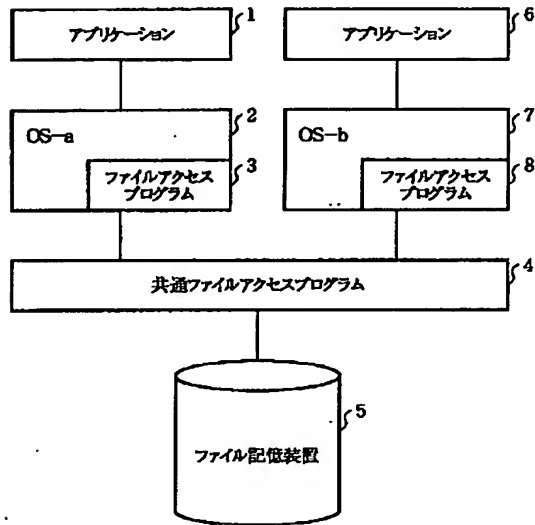 1
アプリケーション
6
アプリケーション
2
OS-a
3
ファイルアクセス
プログラム
7
OS-b
8
ファイルアクセス
プログラム
4
共通ファイルアクセスプログラム
5
ファイル記憶装置